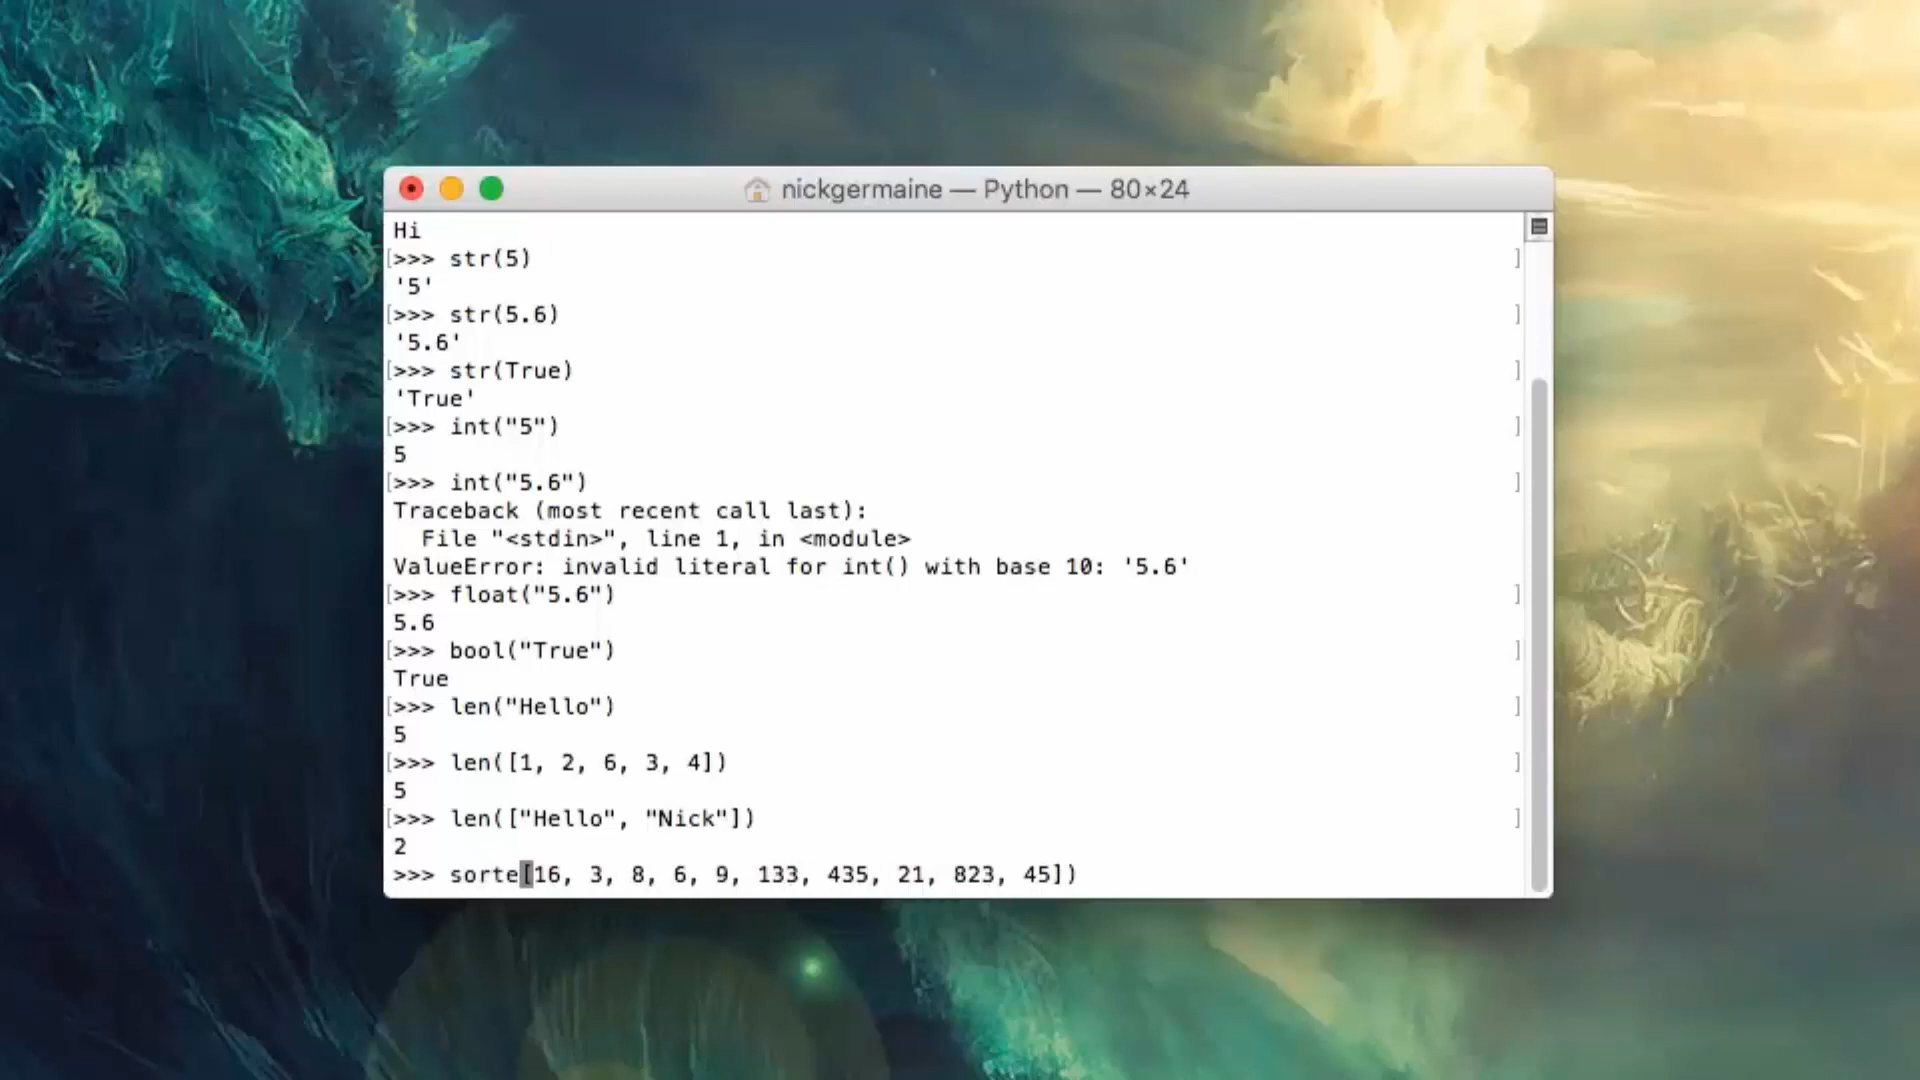 nickgermaine — Python — 80×24
Hi
[>>> str(5) ]
'5'
[>>> str(5.6) ]
'5.6'
[>>> str(True) ]
'True'
[>>> int("5") ]
5
[>>> int("5.6") ]
Traceback (most recent call last):
  File "<stdin>", line 1, in <module>
ValueError: invalid literal for int() with base 10: '5.6'
[>>> float("5.6") ]
5.6
[>>> bool("True") ]
True
[>>> len("Hello") ]
5
[>>> len([1, 2, 6, 3, 4]) ]
5
[>>> len(["Hello", "Nick"]) ]
2
>>> sorte[16, 3, 8, 6, 9, 133, 435, 21, 823, 45])